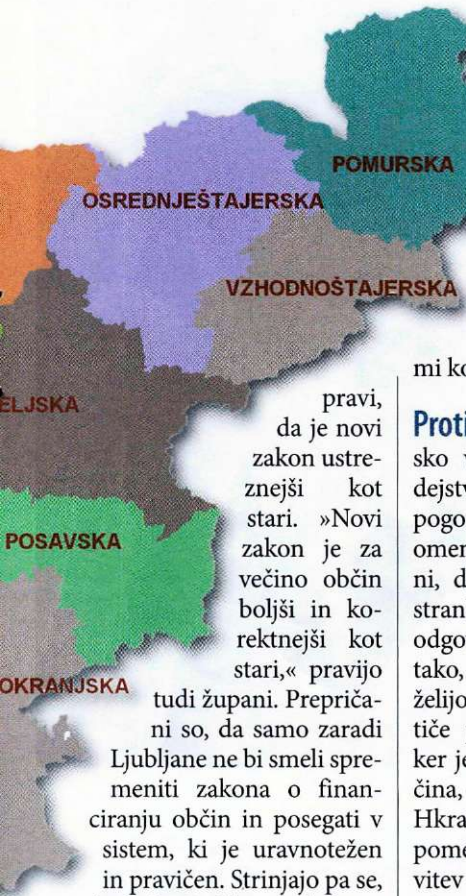 POMURSKA
OSREDNJEŠTAJERSKA
VZHODNOŠTAJERSKA
ELJSKA
POSAVSKA
OKRANJSKA
pravi,
da je novi
zakon ustre-
znejši kot
stari. »Novi
zakon je za
večino občin
boljši in ko-
rektnejši kot
stari,« pravijo
tudi župani. Prepriča-
ni so, da samo zaradi
Ljubljane ne bi smeli spre-
meniti zakona o finan-
ciranju občin in posegati v
sistem, ki je uravnotežen
in pravičen. Strinjajo pa se,
mi ko
Proti
sko v
dejstv
pogo
omen
ni, d
stran
odgo
tako,
želijo
tiče
ker je
čina,
Hkra
pome
vitev